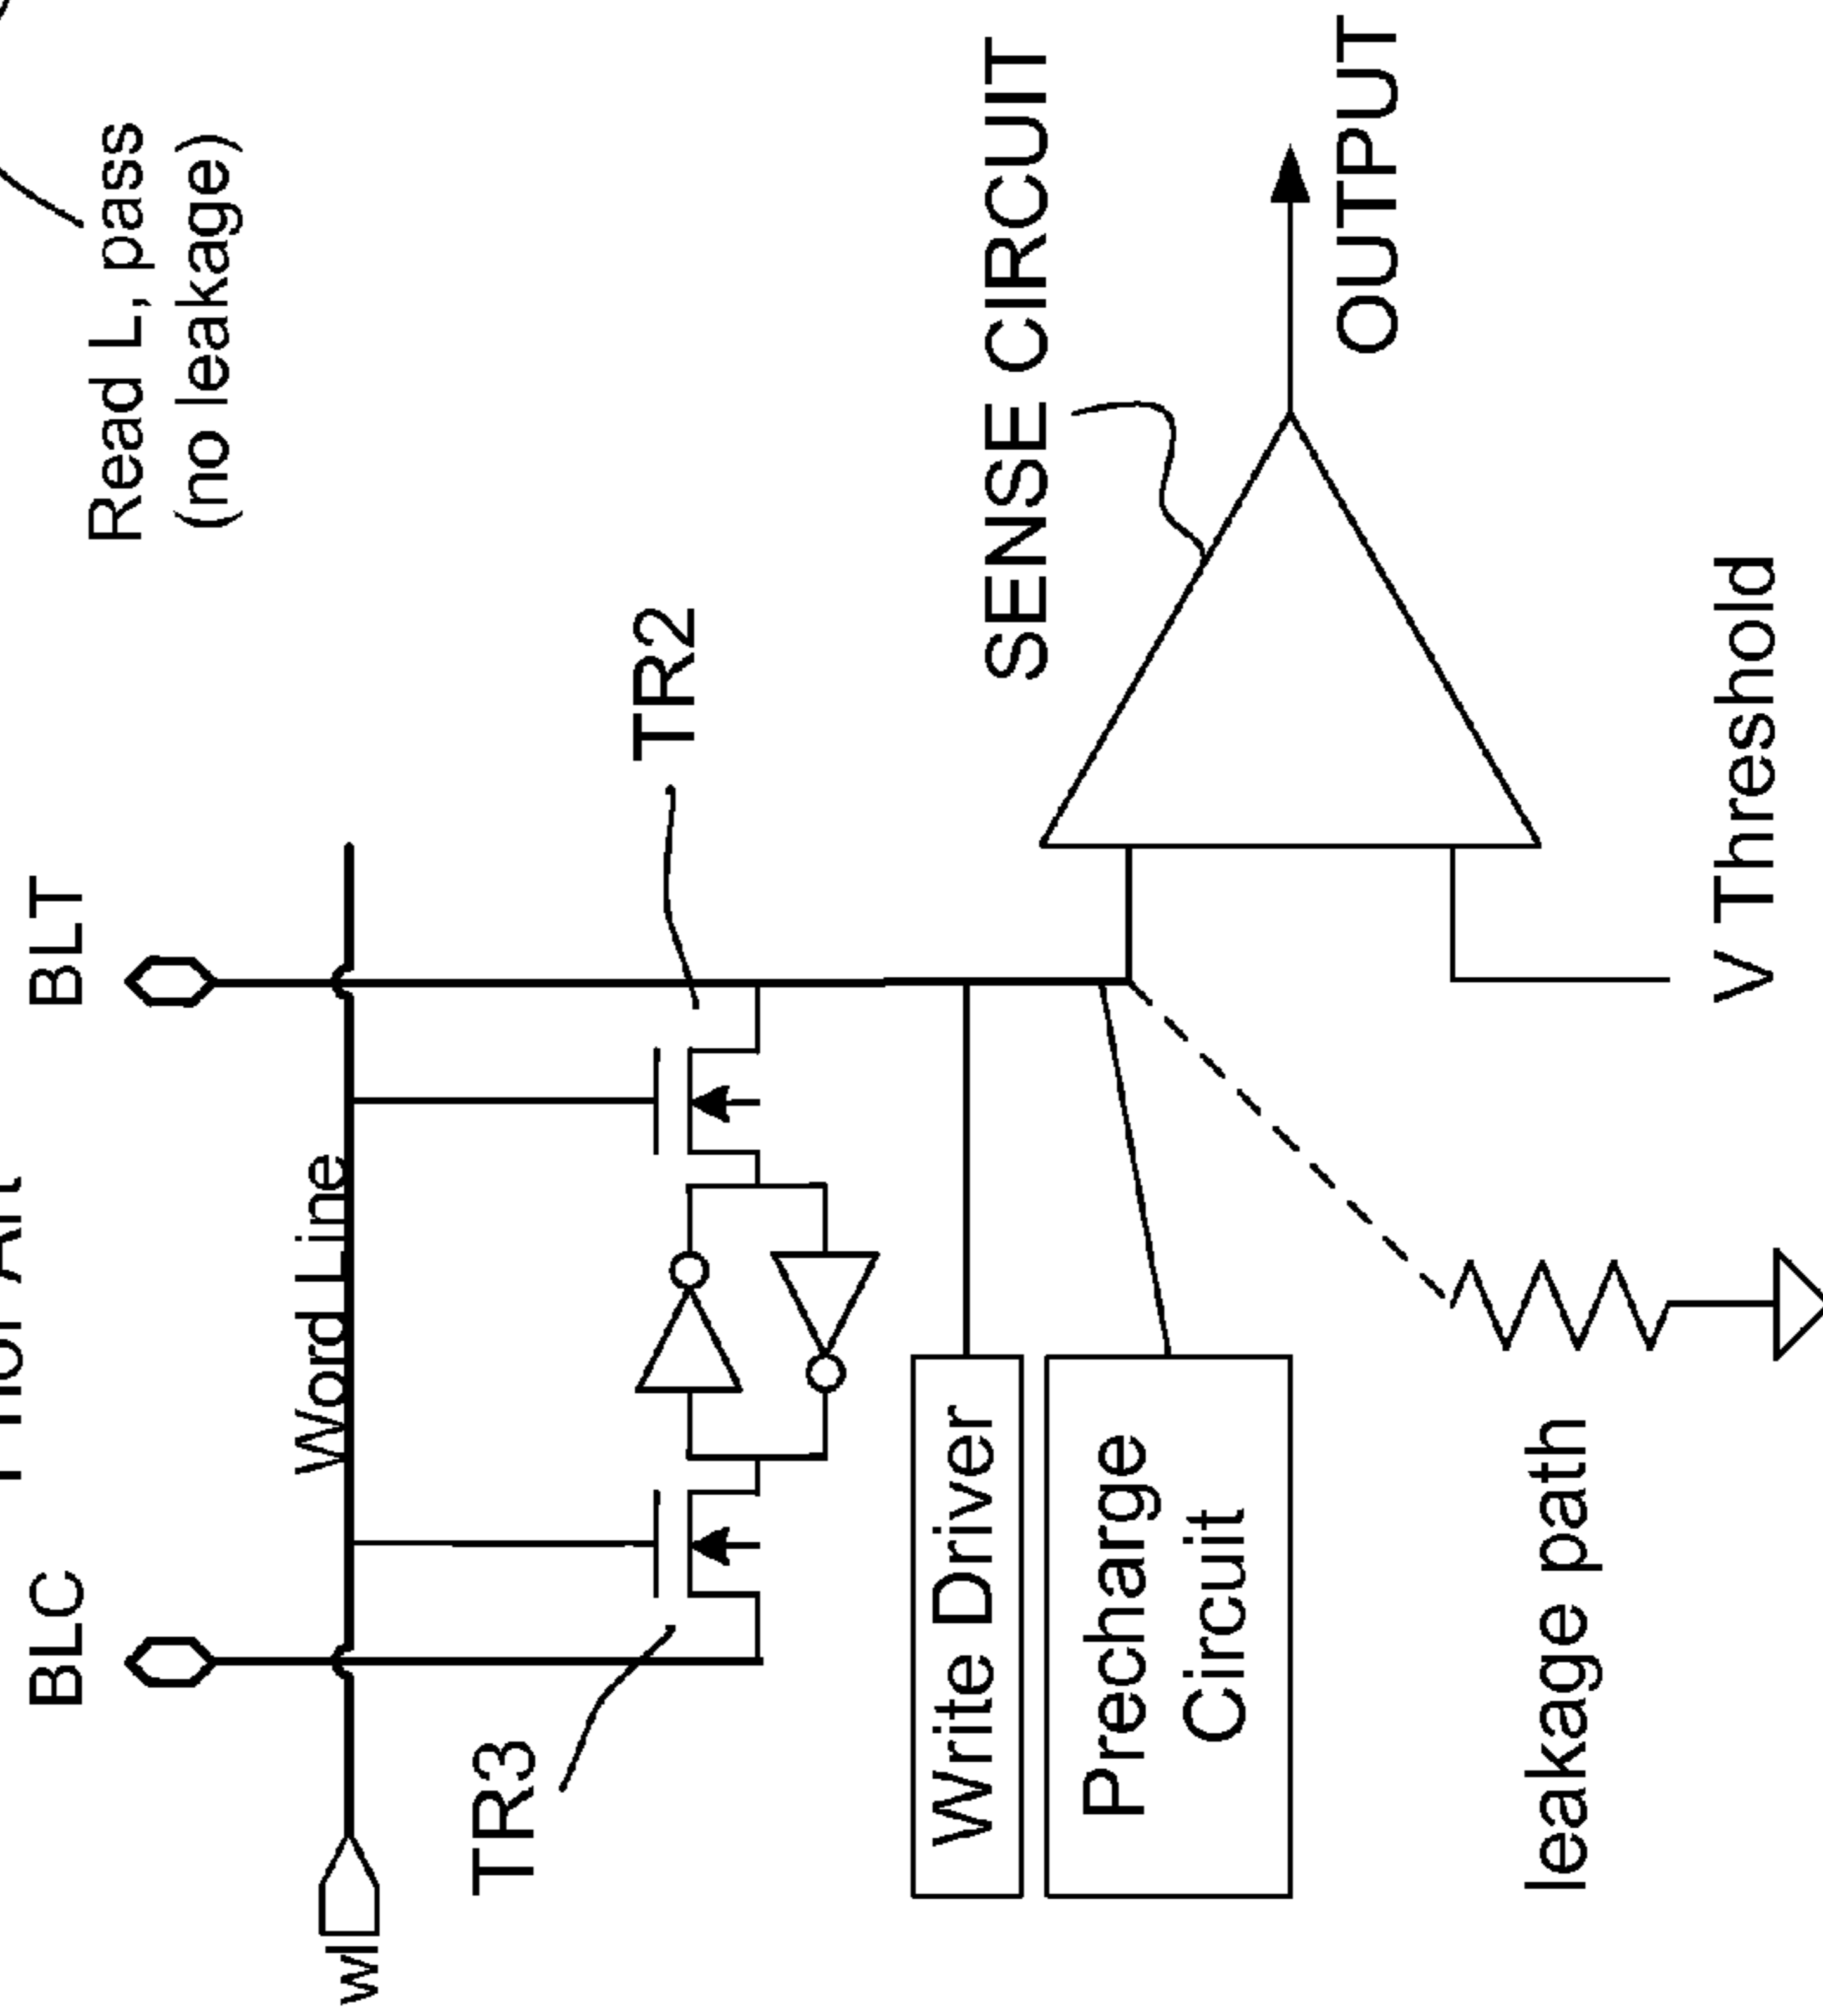 Read L, pass
(no leakage)
BLC
BLT
wl
Word Line
TR3
TR2
Write Driver
Precharge
Circuit
SENSE CIRCUIT
OUTPUT
leakage path
V Threshold